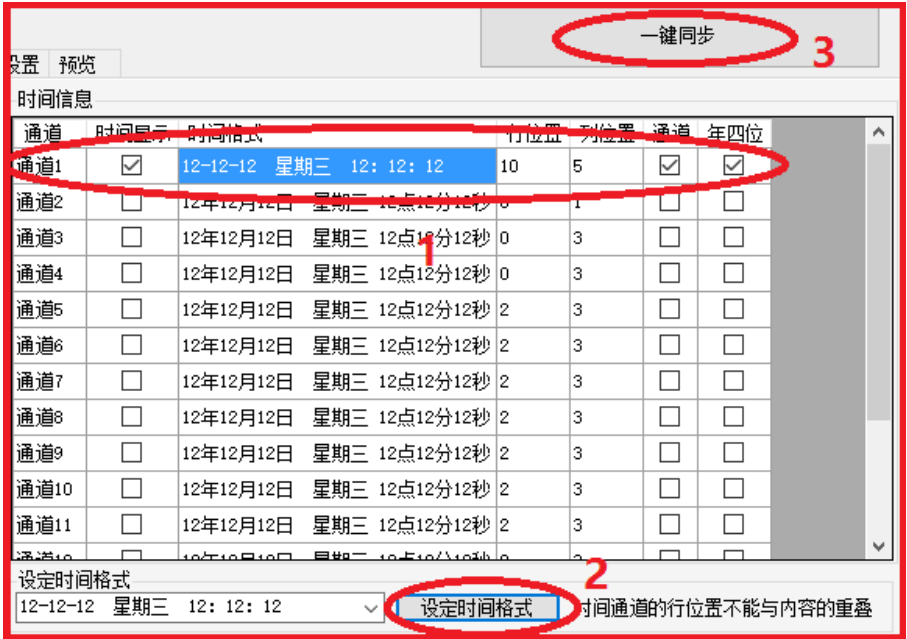 一键同步
3
设置 预览
时间信息
通道 时间显示 时间格式 行位置 列位置 通道 年四位
通道1 12-12-12 星期三 12:12:12 10 5
通道2 12年12月12日 星期三 12点12分12秒 0 1
通道3 12年12月12日 星期三 12点12分12秒 0 3
1
通道4 12年12月12日 星期三 12点12分12秒 0 3
通道5 12年12月12日 星期三 12点12分12秒 2 3
通道6 12年12月12日 星期三 12点12分12秒 2 3
通道7 12年12月12日 星期三 12点12分12秒 2 3
通道8 12年12月12日 星期三 12点12分12秒 2 3
通道9 12年12月12日 星期三 12点12分12秒 2 3
通道10 12年12月12日 星期三 12点12分12秒 2 3
通道11 12年12月12日 星期三 12点12分12秒 2 3
2
设定时间格式
12-12-12 星期三 12:12:12 设定时间格式 时间通道的行位置不能与内容的重叠